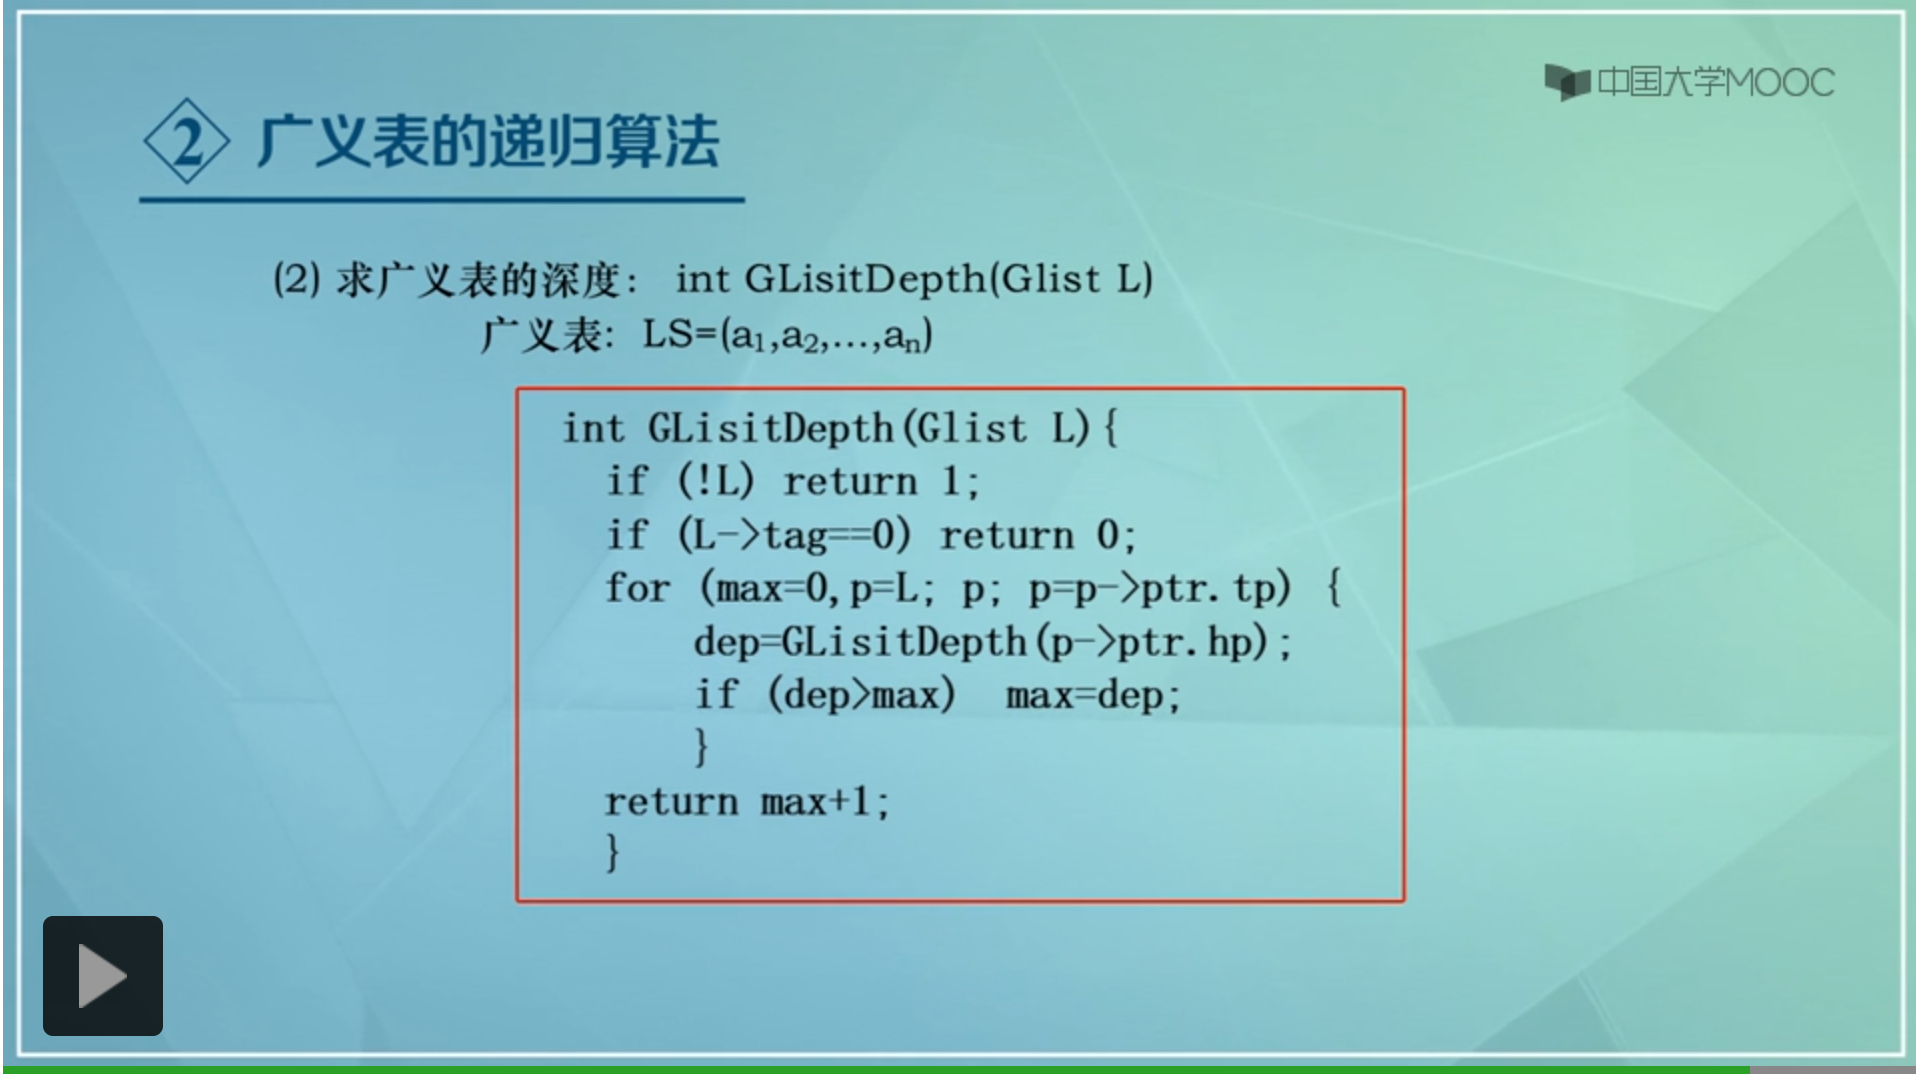 中国大学MOOC
2 广义表的递归算法
(2) 求广义表的深度： int GLisitDepth(Glist L)
广义表: LS=(a₁,a₂,...,aₙ)
int GLisitDepth(Glist L){
if (!L) return 1;
if (L->tag==0) return 0;
for (max=0,p=L; p; p=p->ptr.tp) {
dep=GLisitDepth(p->ptr.hp);
if (dep>max) max=dep;
}
return max+1;
}